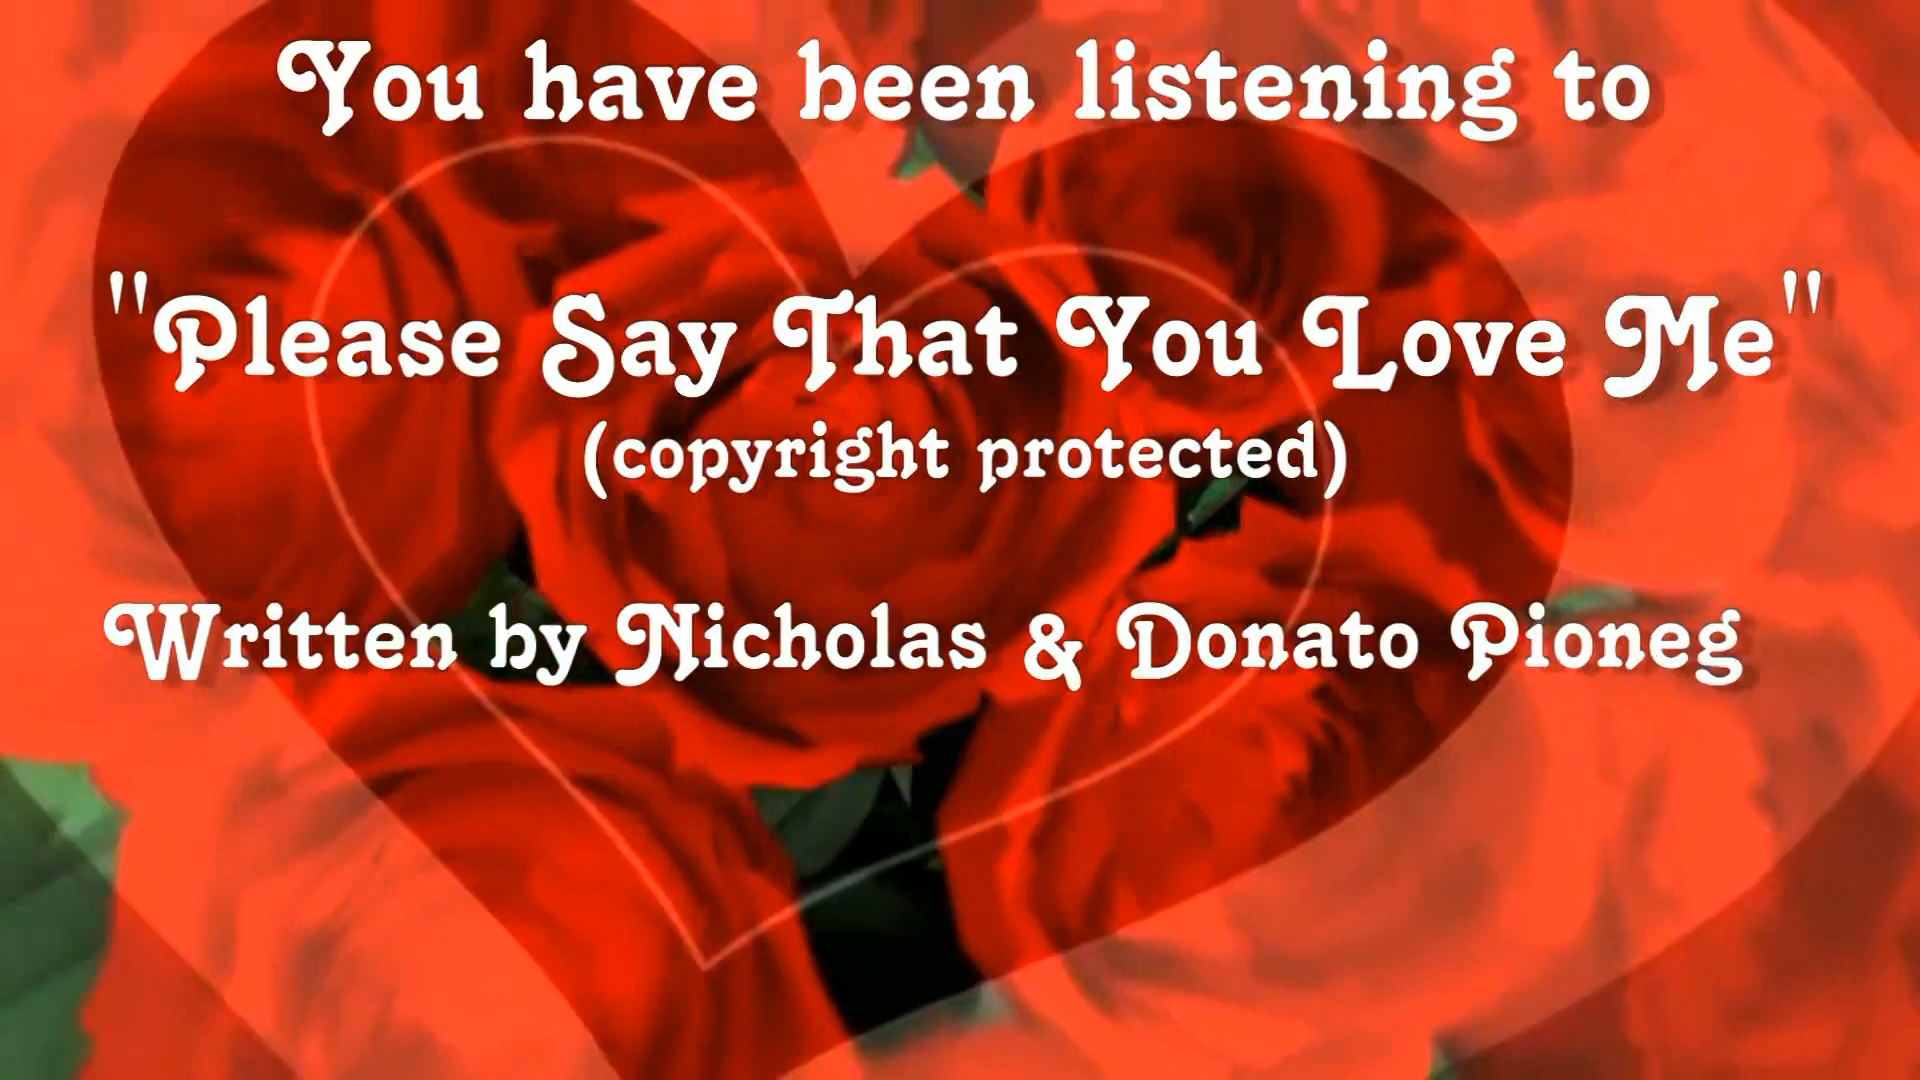 You have been listening to
"Please Say That You Love Me"
(copyright protected)
Written by Nicholas & Donato Pioneg